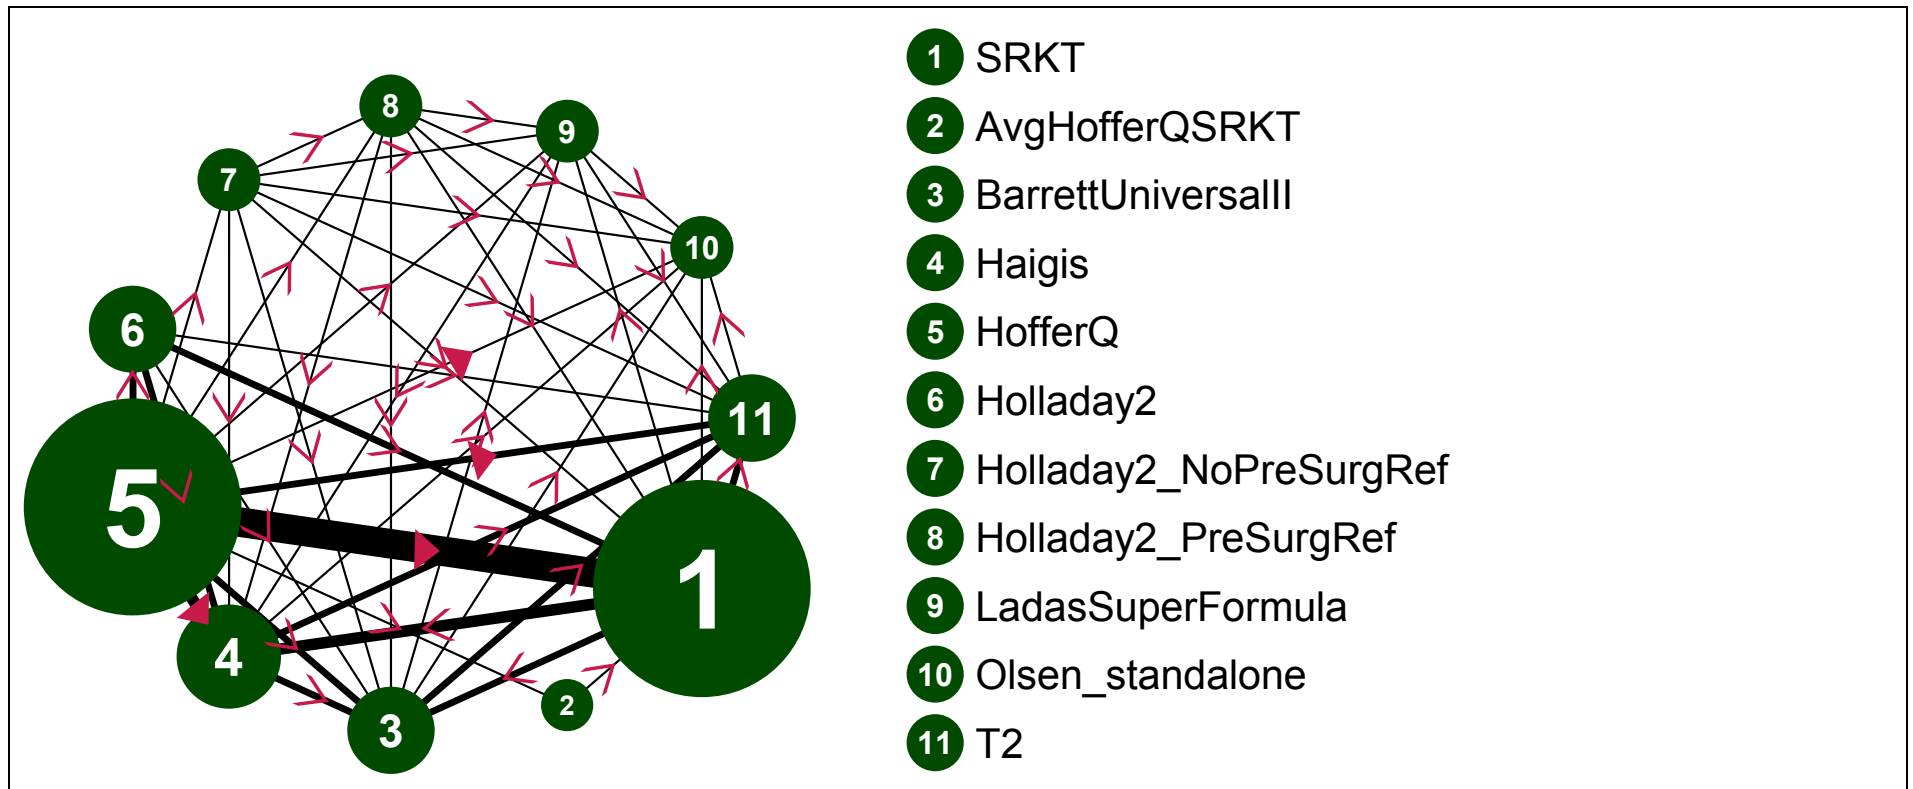 8
9
7
10
6
11
5
1
4
3
2
1 SRKT
2 AvgHofferQSRKT
3 BarrettUniversalII
4 Haigis
5 HofferQ
6 Holladay2
7 Holladay2_NoPreSurgRef
8 Holladay2_PreSurgRef
9 LadasSuperFormula
10 Olsen_standalone
11 T2